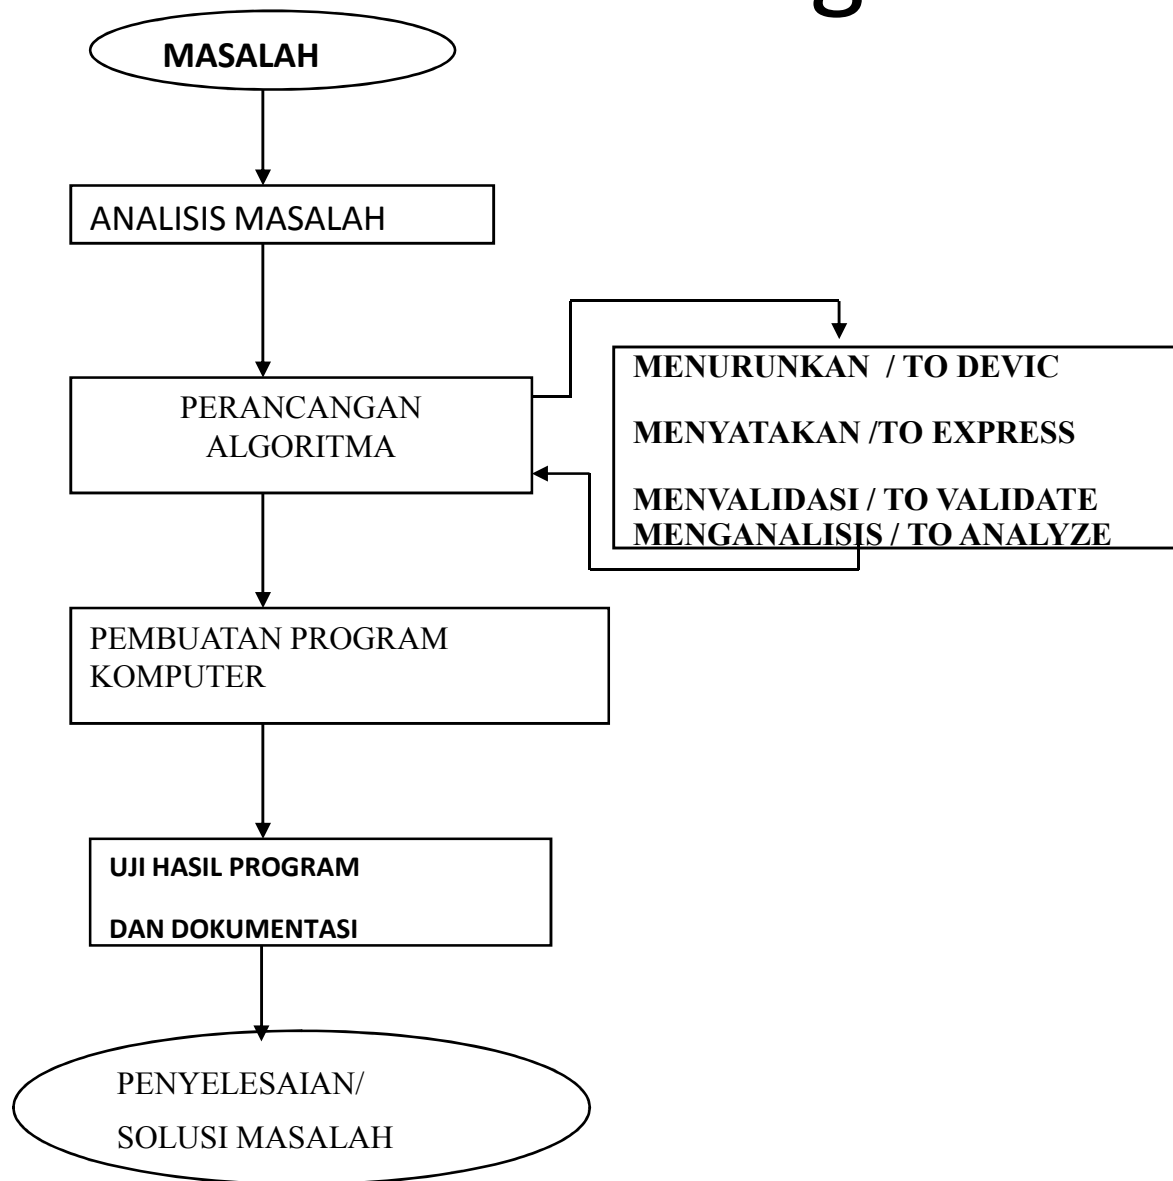 MASALAH
ANALISIS MASALAH
PERANCANGAN
ALGORITMA
MENURUNKAN / TO DEVIC
MENYATAKAN /TO EXPRESS
MENVALIDASI / TO VALIDATE
MENGANALISIS / TO ANALYZE
PEMBUATAN PROGRAM
KOMPUTER
UJI HASIL PROGRAM
DAN DOKUMENTASI
PENYELESAIAN/
SOLUSI MASALAH